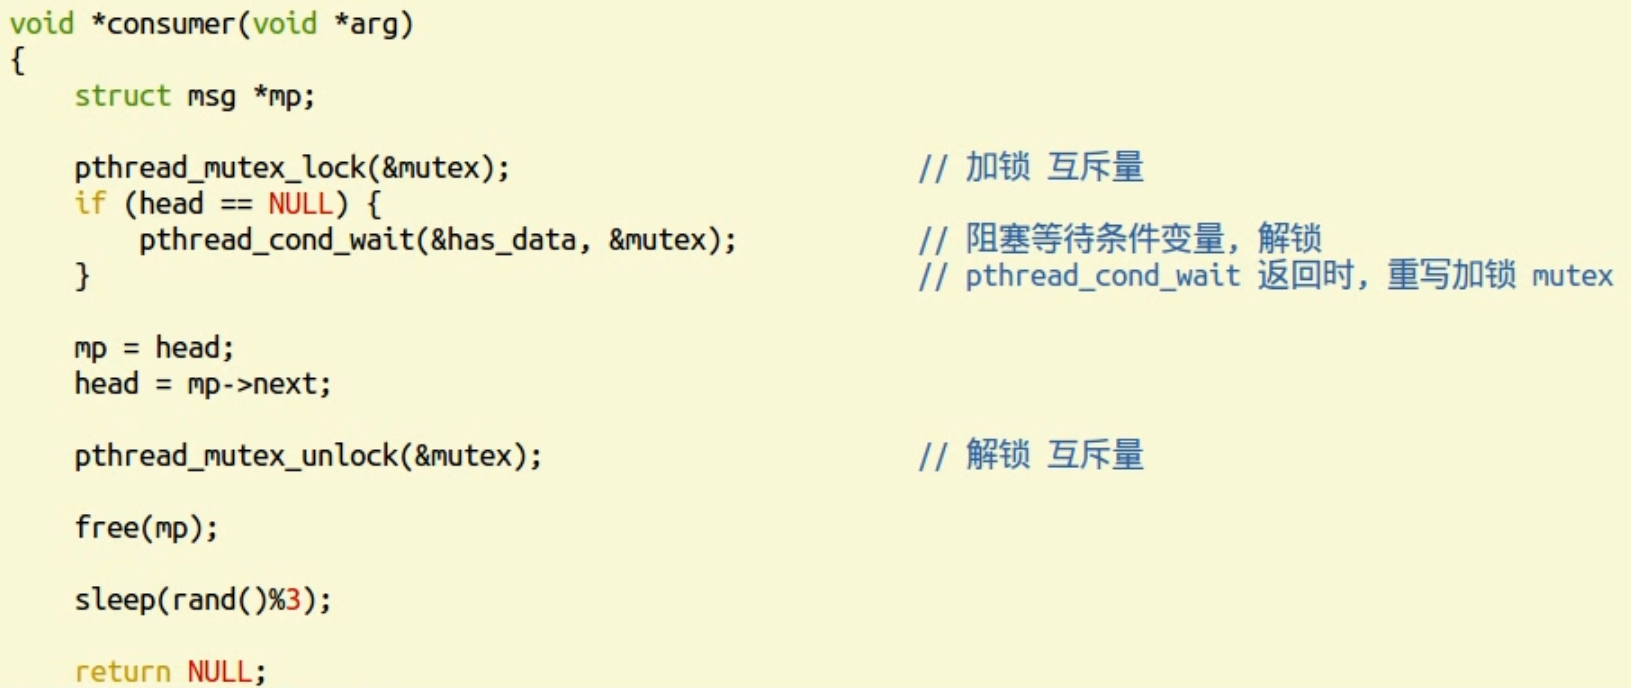 void *consumer(void *arg)
{
    struct msg *mp;
    pthread_mutex_lock(&mutex); // 加锁 互斥量
    if (head == NULL) {
        pthread_cond_wait(&has_data, &mutex); // 阻塞等待条件变量, 解锁
    } // pthread_cond_wait 返回时, 重写加锁 mutex
    mp = head;
    head = mp->next;
    pthread_mutex_unlock(&mutex); // 解锁 互斥量
    free(mp);
    sleep(rand()%3);
    return NULL;